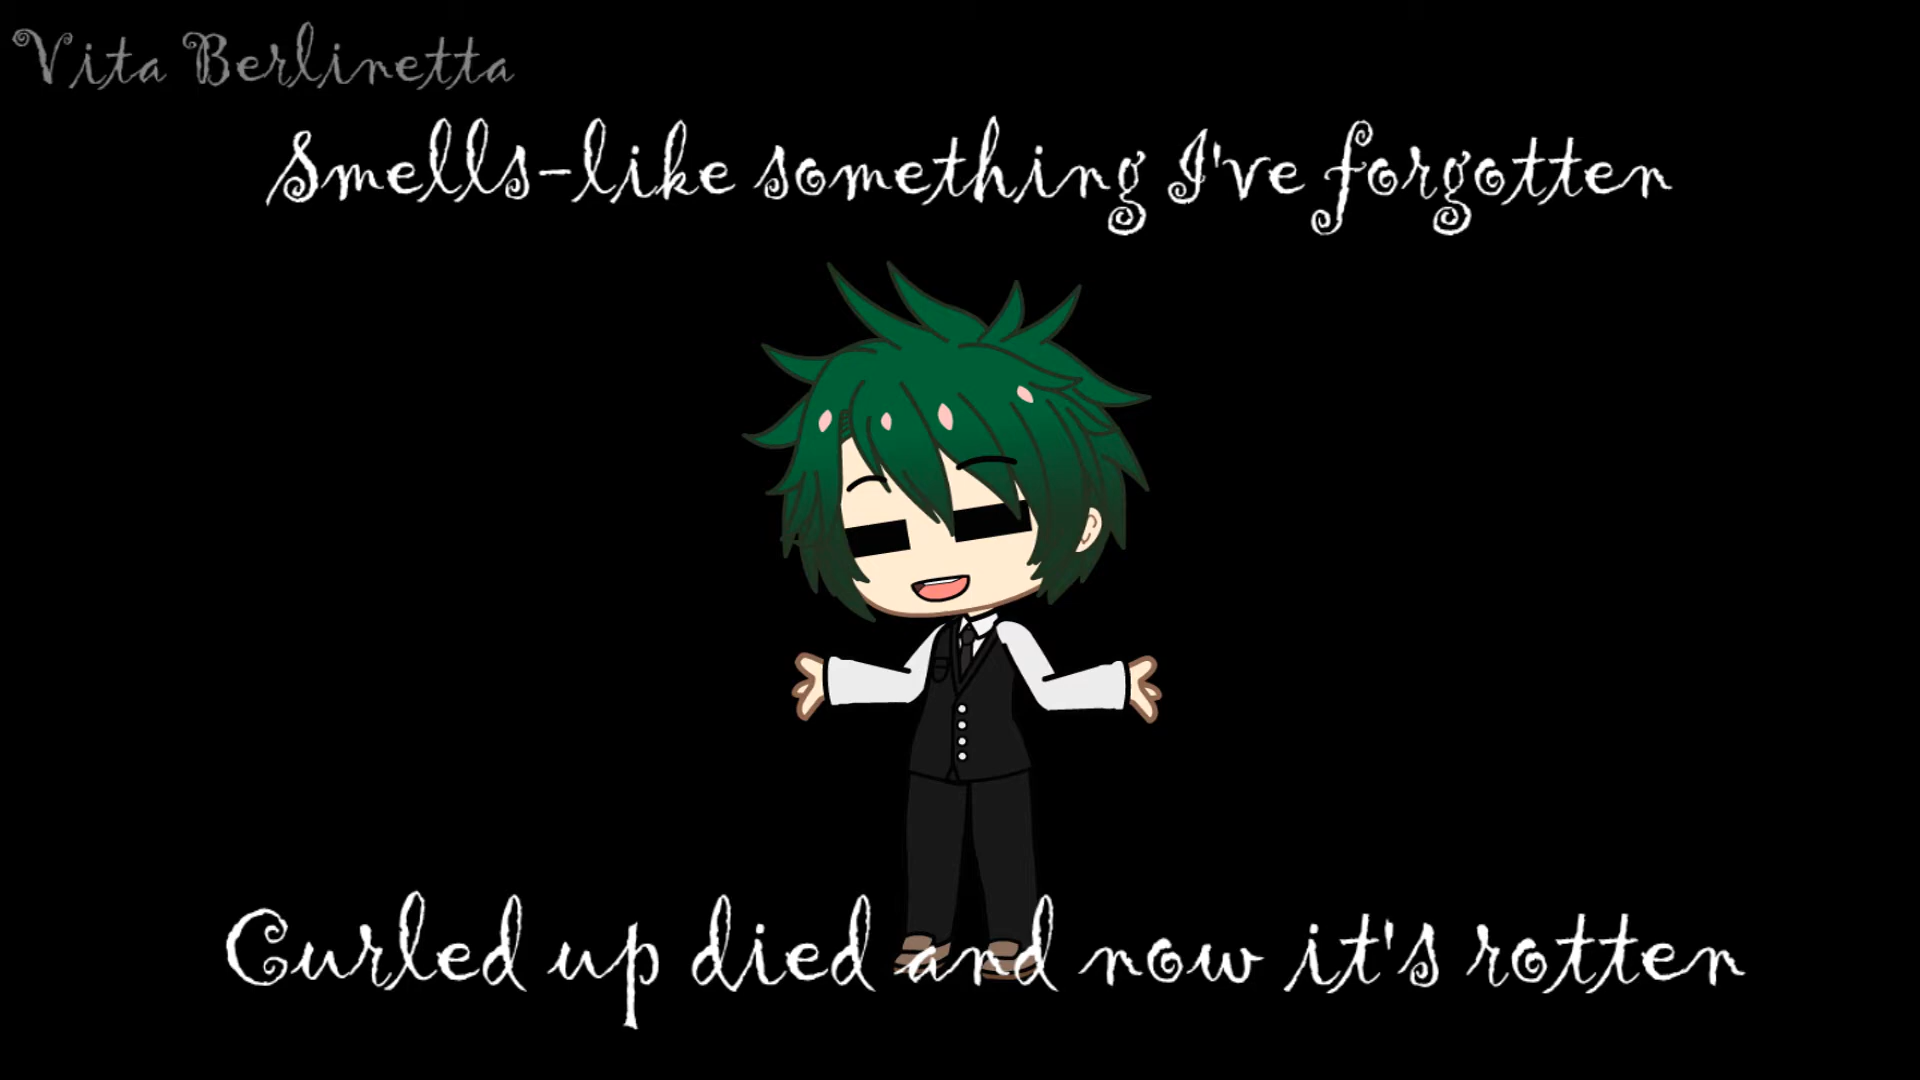 Vita Berlinetta
Smells-like something I've forgotten
Curled up died and now it's rotten